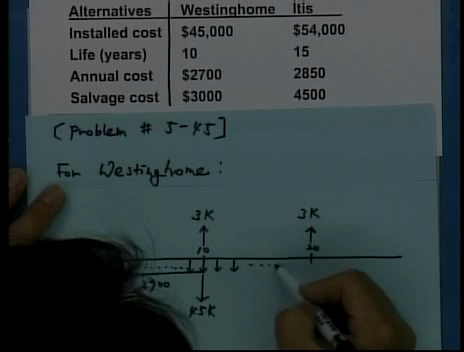 Alternatives Westinghome Itis
Installed cost $45,000 $54,000
Life (years) 10 15
Annual cost $2700 2850
Salvage cost $3000 4500
[Problem # 5-45]
For Westinghome:
3K 3K
10 20
2700
45K